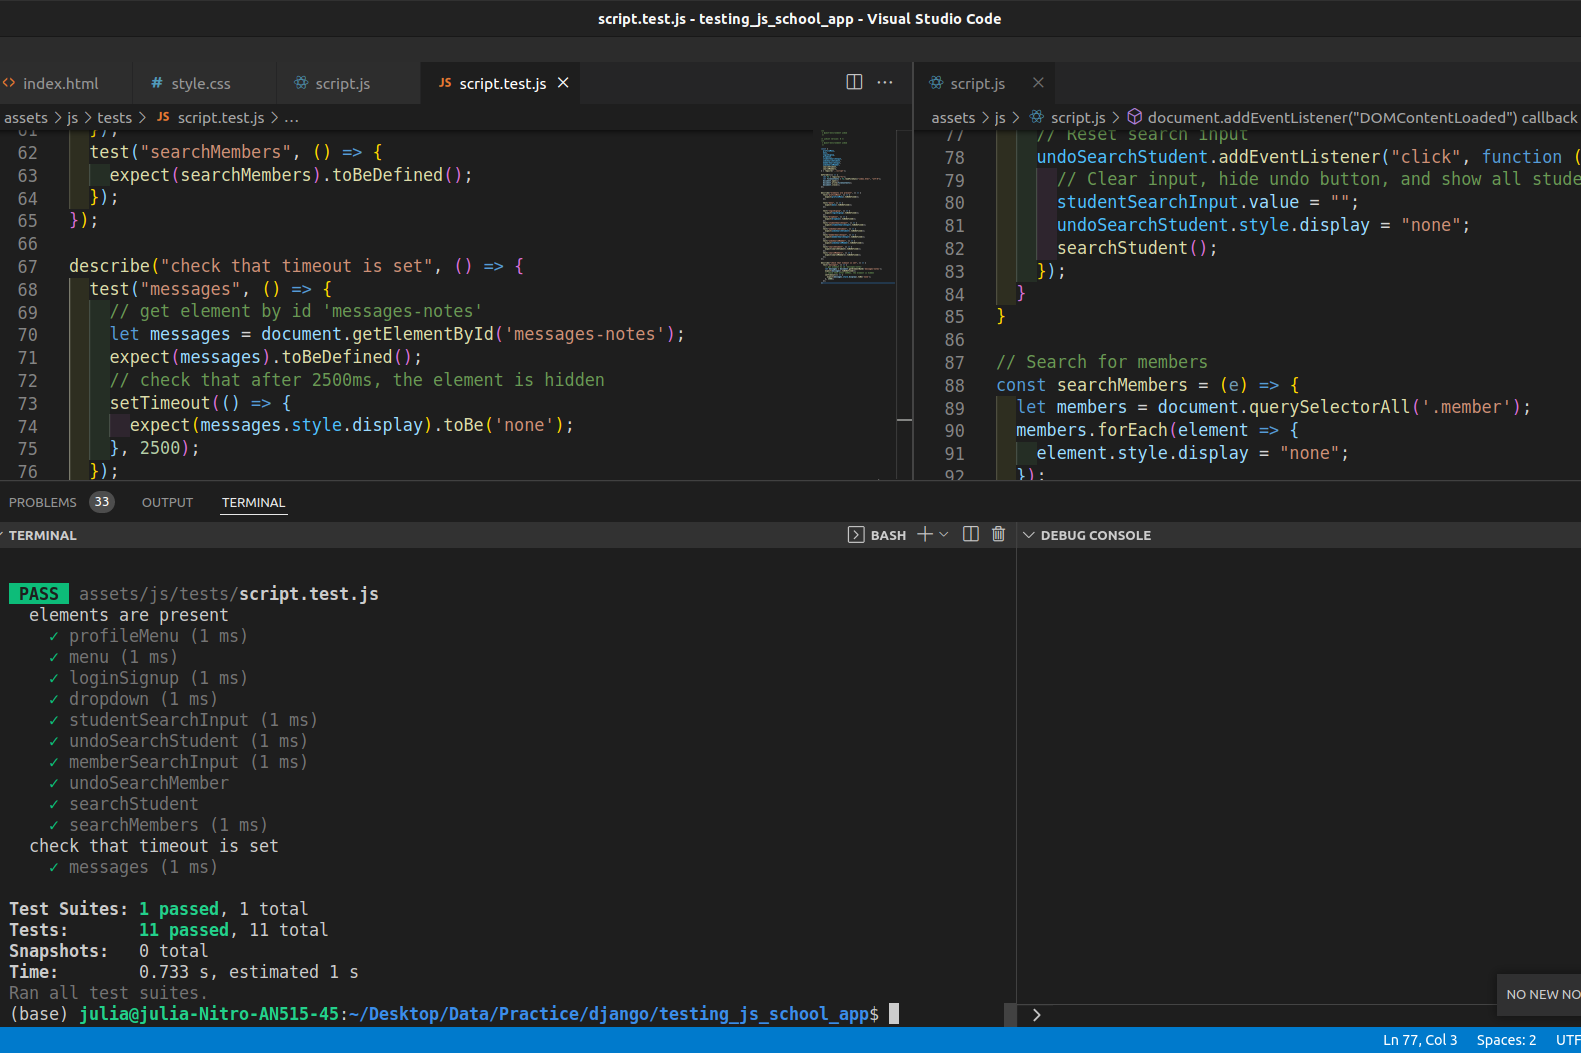 script.test.js - testing_js_school_app - Visual Studio Code
<> index.html # style.css script.js JS script.test.js × ···
assets > js > tests > JS script.test.js > ...
61 });
62 test("searchMembers", () => {
63 expect(searchMembers).toBeDefined();
64 });
65 });
66
67 describe("check that timeout is set", () => {
68 test("messages", () => {
69 // get element by id 'messages-notes'
70 let messages = document.getElementById('messages-notes');
71 expect(messages).toBeDefined();
72 // check that after 2500ms, the element is hidden
73 setTimeout(() => {
74 expect(messages.style.display).toBe('none');
75 }, 2500);
76 });
script.js ×
assets > js > script.js > document.addEventListener("DOMContentLoaded") callback
77 // Reset search input
78 undoSearchStudent.addEventListener("click", function (
79 // Clear input, hide undo button, and show all stude
80 studentSearchInput.value = "";
81 undoSearchStudent.style.display = "none";
82 searchStudent();
83 });
84 }
85 }
86
87 // Search for members
88 const searchMembers = (e) => {
89 let members = document.querySelectorAll('.member');
90 members.forEach(element => {
91 element.style.display = "none";
92 });
PROBLEMS 33 OUTPUT TERMINAL
TERMINAL BASH
PASS assets/js/tests/script.test.js
elements are present
✓ profileMenu (1 ms)
✓ menu (1 ms)
✓ loginSignup (1 ms)
✓ dropdown (1 ms)
✓ studentSearchInput (1 ms)
✓ undoSearchStudent (1 ms)
✓ memberSearchInput (1 ms)
✓ undoSearchMember
✓ searchStudent
✓ searchMembers (1 ms)
check that timeout is set
✓ messages (1 ms)
Test Suites: 1 passed, 1 total
Tests: 11 passed, 11 total
Snapshots: 0 total
Time: 0.733 s, estimated 1 s
Ran all test suites.
(base) julia@julia-Nitro-AN515-45:~/Desktop/Data/Practice/django/testing_js_school_app$
DEBUG CONSOLE
>
NO NEW NO
Ln 77, Col 3 Spaces: 2 UTF